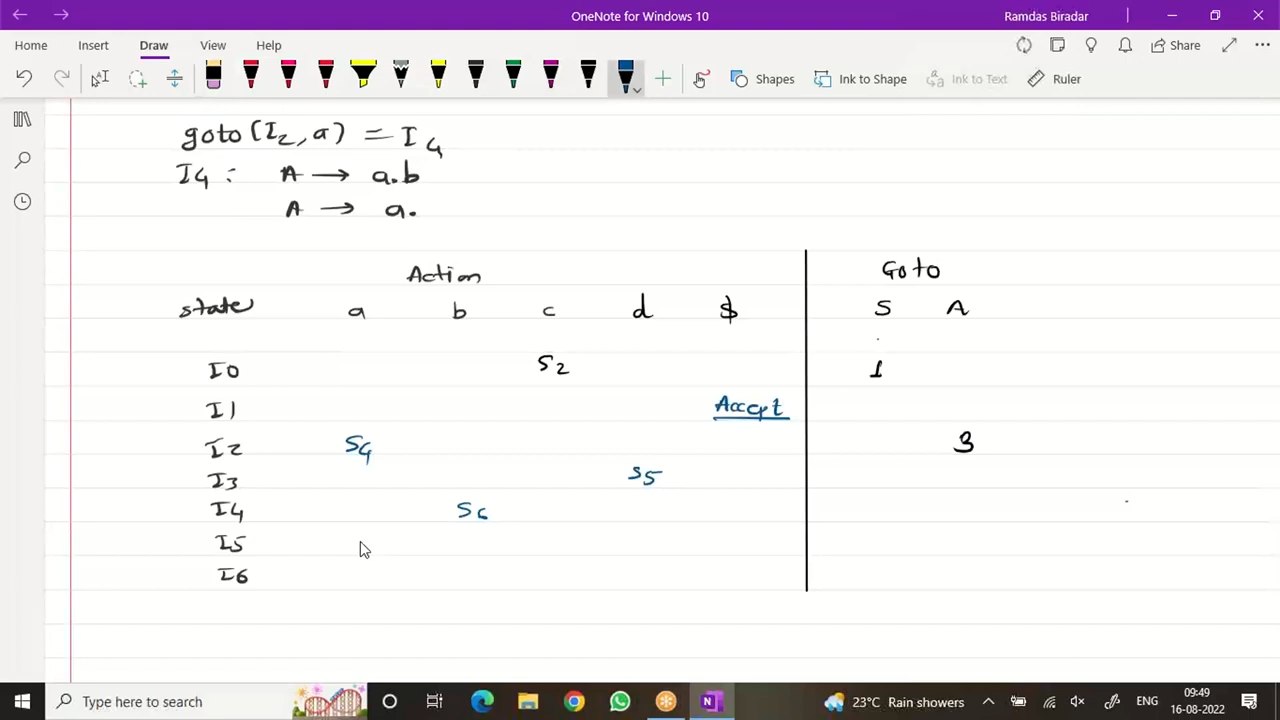 OneNote for Windows 10
Ramdas Biradar
Home Insert Draw View Help
Share
Shapes Ink to Shape Ink to Text Ruler
goto(I2, a) = I4
I4 : A → a.b
A → a.
Action Goto
state a b c d $ S A
I0 S2 1
I1 Accpt
I2 S4 3
I3 S5
I4 S6
I5
I6
Type here to search
23°C Rain showers
ENG
09:49
16-08-2022